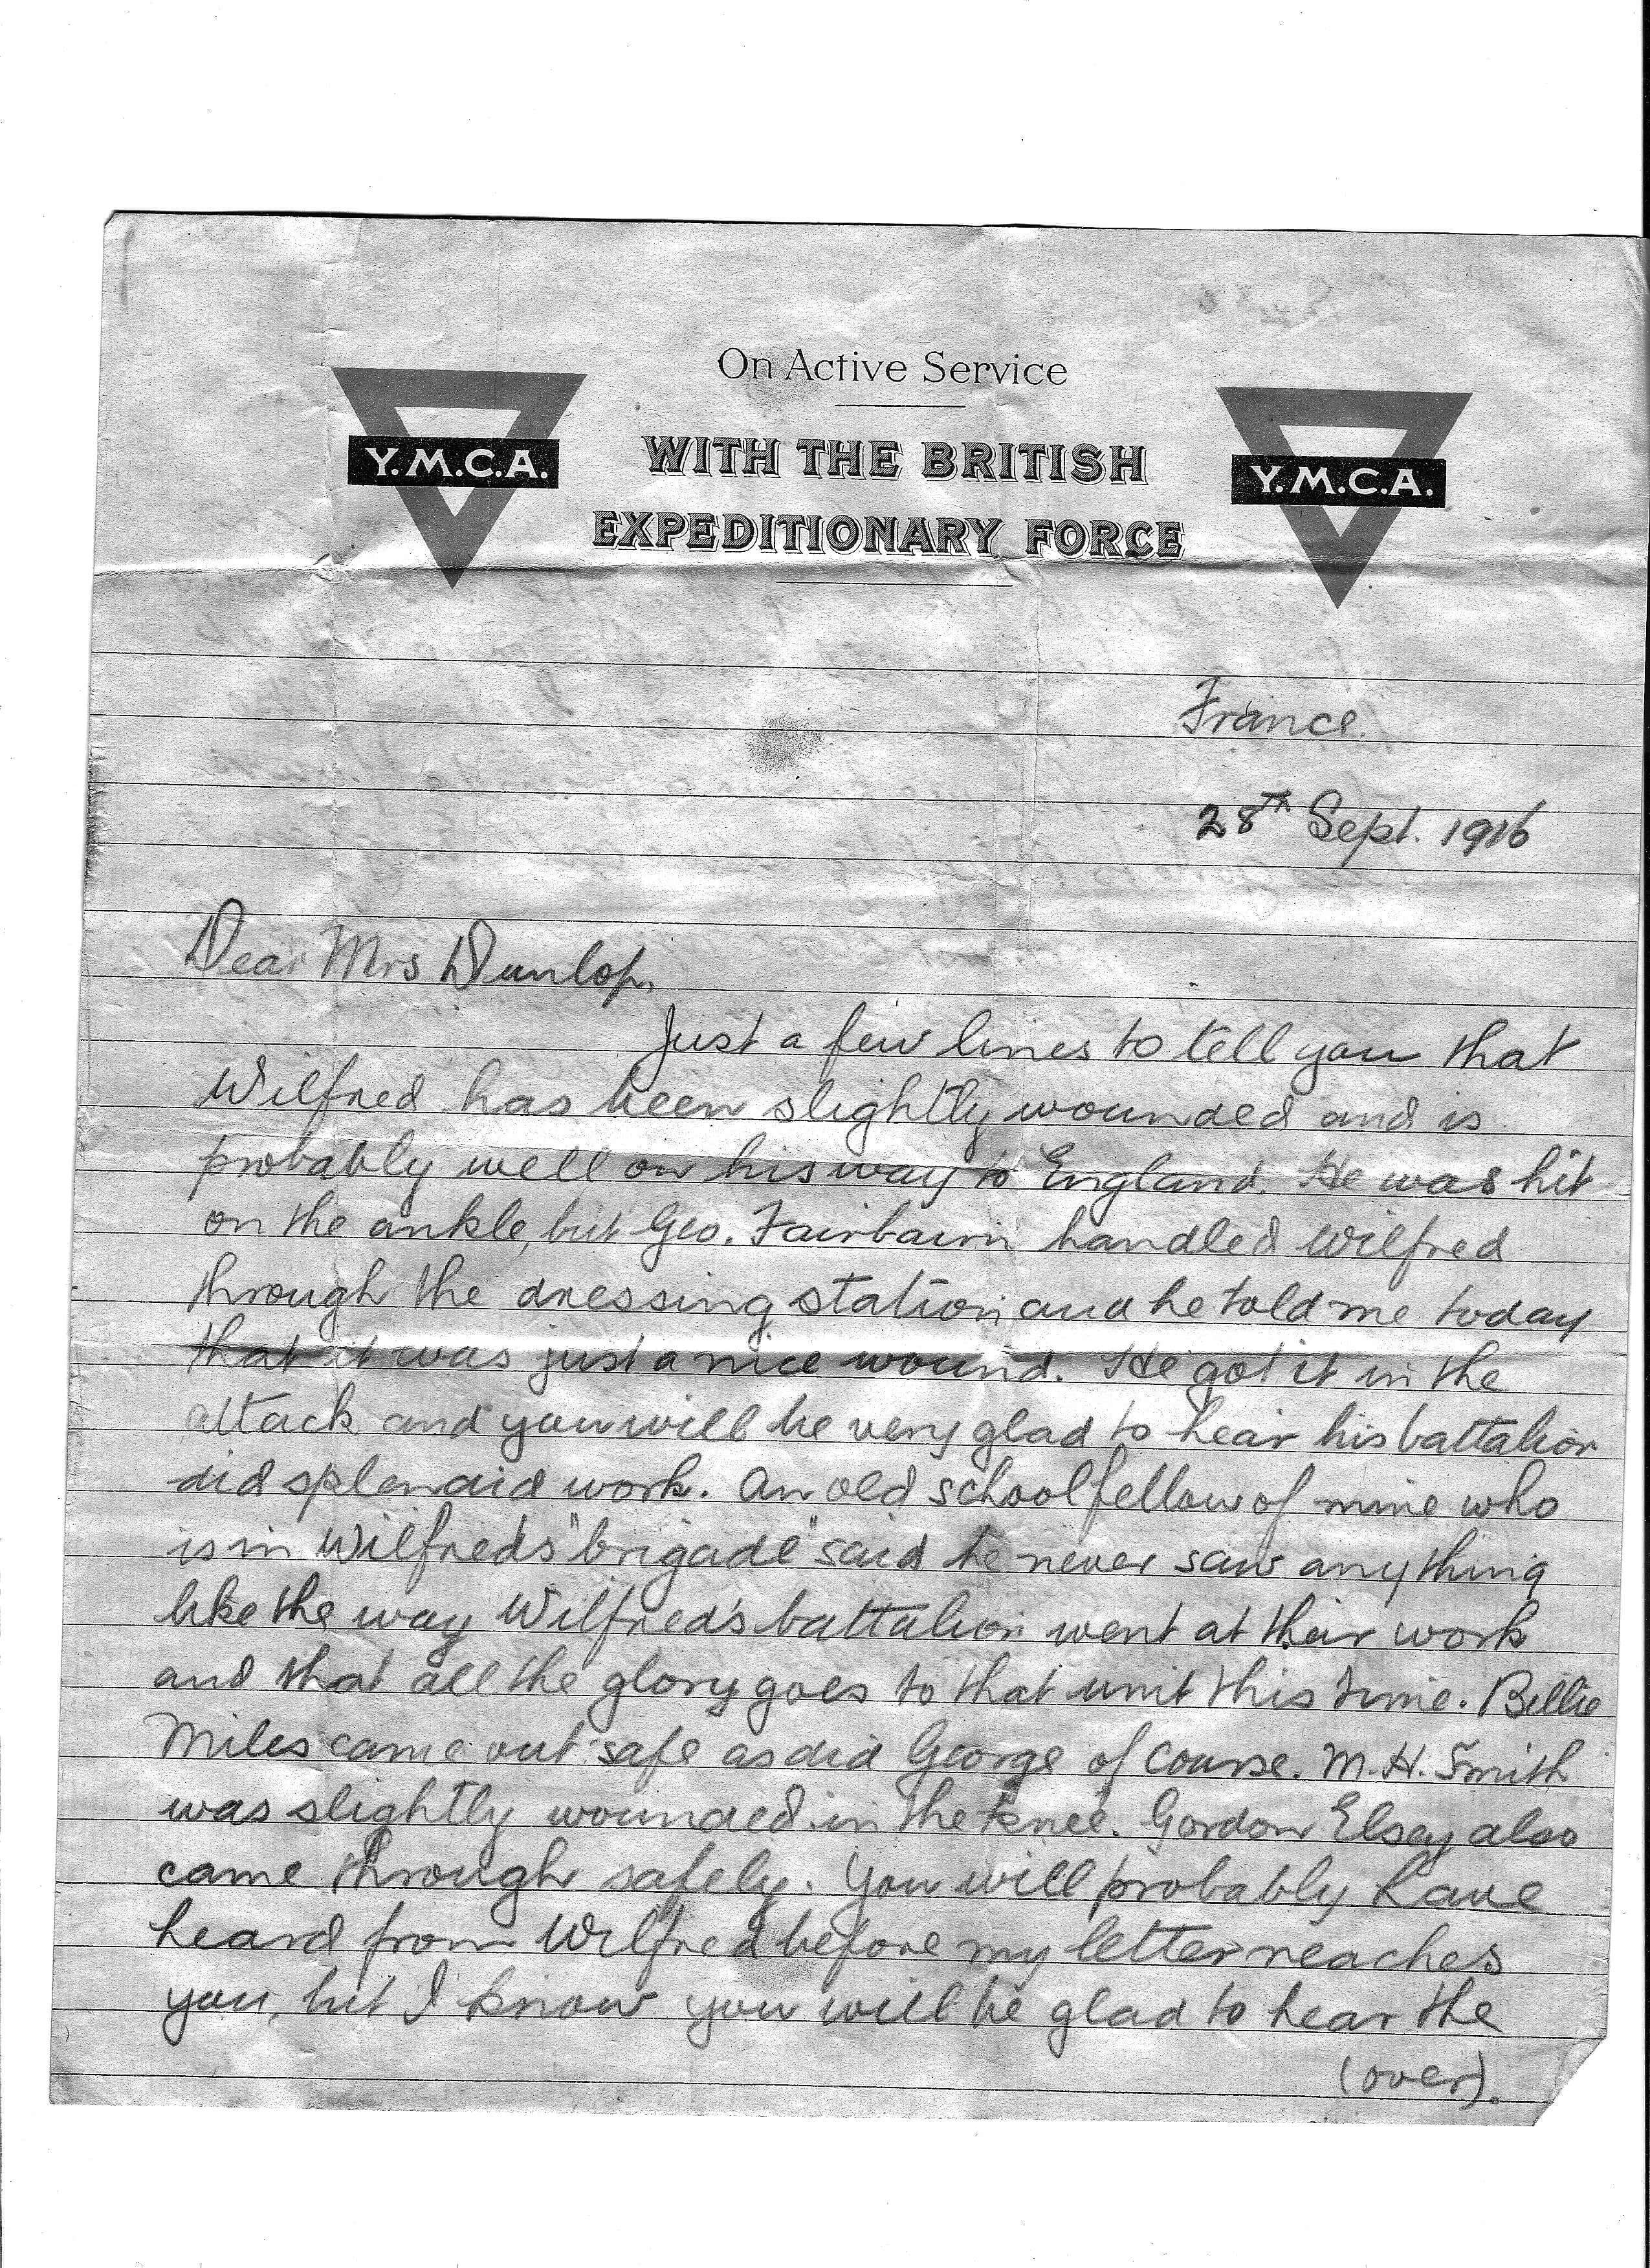 On Active Service
Y.M.C.A.
WITH THE BRITISH
Y.M.C.A.
EXPEDITIONARY FORCE
France.
28th Sept. 1916
Dear Mrs Dunlop,
Just a few lines to tell you that
Wilfred has been slightly wounded and is
probably well on his way to England. He was hit
on the ankle, but Geo. Fairbairn handled Wilfred
through the dressing station and he told me today
that it was just a nice wound. He got it in the
attack and you will be very glad to hear his battalion
did splendid work. An old schoolfellow of mine who
is in Wilfreds "brigade" said he never saw anything
like the way Wilfred's battalion went at their work
and that all the glory goes to that unit this time. Billie
Miles came out safe as did George of course. M.H. Smith
was slightly wounded in the knee. Gordon Elsey also
came through safely. You will probably have
heard from Wilfred before my letter reaches
you, but I know you will be glad to hear the
(over).